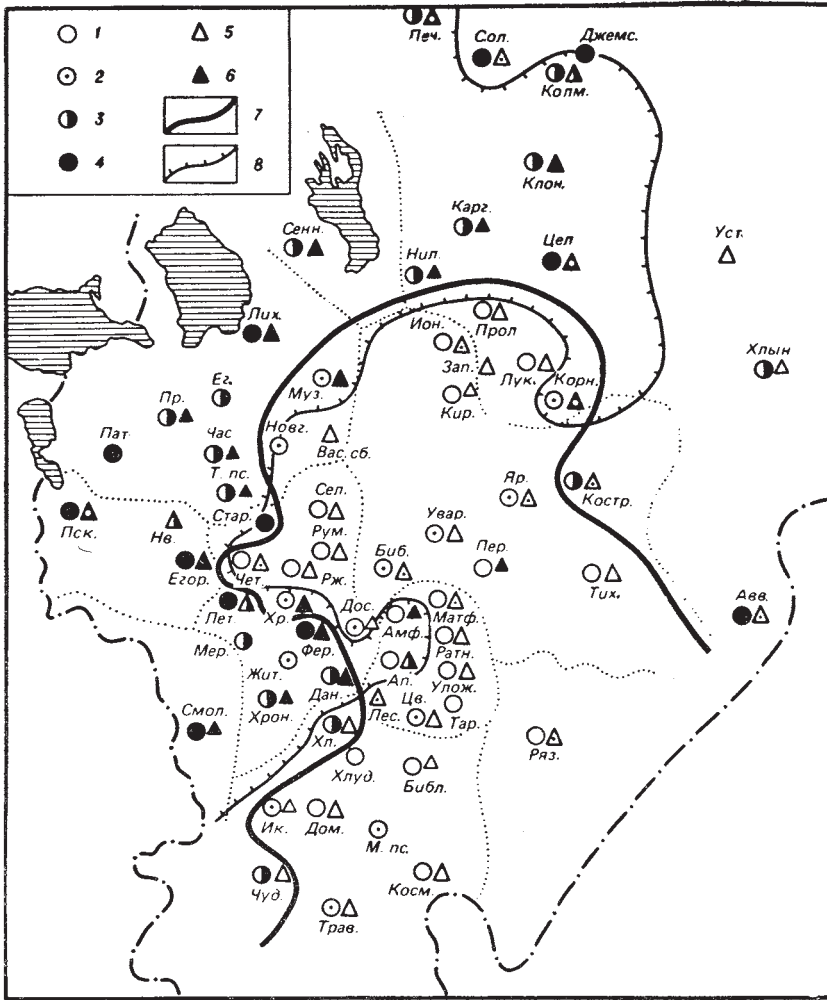 1
2
3
4
5
6
7
8
Печ.
Сол.
Джемс.
Колм.
Клон.
Карг.
Сенн.
Нил.
Цел
Уст.
Лих.
Ион.
Прол
Зап.
Хлын
Муз.
Лук.
Корн.
Кир.
Ег.
Пр.
Новг.
Вас. сб.
Пат.
Час
Т. пс.
Яр.
Костр.
Сел.
Пск.
Нв.
Стар.
Рум.
Увар.
Егор.
Чет.
Рж.
Биб.
Пер.
Тих.
Пет.
Хр.
Дос.
Амф.
Матф.
Авв.
Мер.
Фер.
Ратн.
Жит.
Дан.
Ап.
Улож.
Смол.
Хрон.
Лес.
Цв.
Тар.
Хл.
Ряз.
Хлуд.
Библ.
Ик.
Дом.
М. пс.
Чуд.
Косм.
Трав.